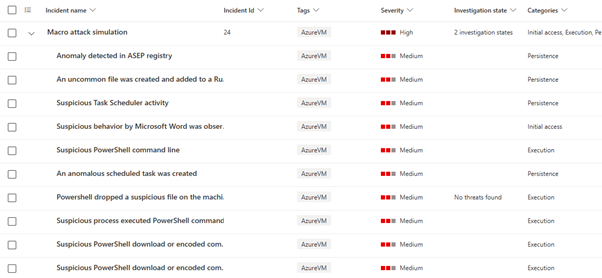 Incident name Incident Id Tags Severity Investigation state Categories
Macro attack simulation 24 AzureVM High 2 investigation states Initial access, Execution, Pe
Anomaly detected in ASEP registry AzureVM Medium Persistence
An uncommon file was created and added to a Ru. AzureVM Medium Persistence
Suspicious Task Scheduler activity AzureVM Medium Persistence
Suspicious behavior by Microsoft Word was obser. AzureVM Medium Initial access
Suspicious PowerShell command line AzureVM Medium Execution
An anomalous scheduled task was created AzureVM Medium Persistence
Powershell dropped a suspicious file on the machi. AzureVM Medium No threats found Execution
Suspicious process executed PowerShell command AzureVM Medium Execution
Suspicious PowerShell download or encoded com. AzureVM Medium Execution
Suspicious PowerShell download or encoded com. AzureVM Medium Execution